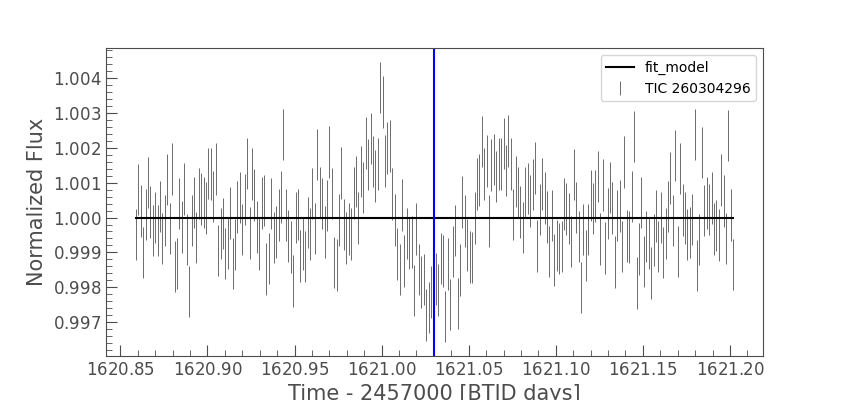 fit_model
TIC 260304296
1.004
1.003
1.002
1.001
1.000
0.999
0.998
0.997
Normalized Flux
1620.85 1620.90 1620.95 1621.00 1621.05 1621.10 1621.15 1621.20
Time - 2457000 [BTJD days]